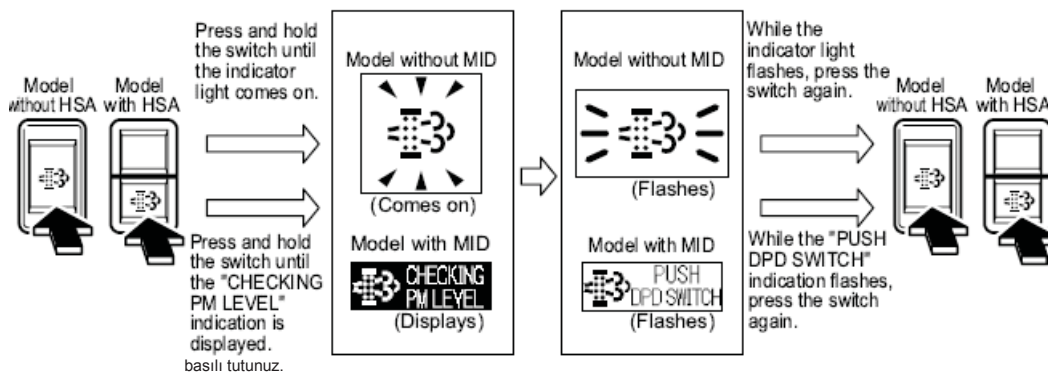 Model
without HSA
Model
with HSA
Press and hold
the switch until
the indicator
light comes on.
Press and hold
the switch until
the "CHECKING
PM LEVEL"
indication is
displayed.
basılı tutunuz.
Model without MID
(Comes on)
Model with MID
CHECKING
PM LEVEL
(Displays)
Model without MID
(Flashes)
Model with MID
PUSH
DPD SWITCH
(Flashes)
While the
indicator light
flashes, press the
switch again.
While the "PUSH
DPD SWITCH"
indication flashes,
press the switch
again.
Model
without HSA
Model
with HSA